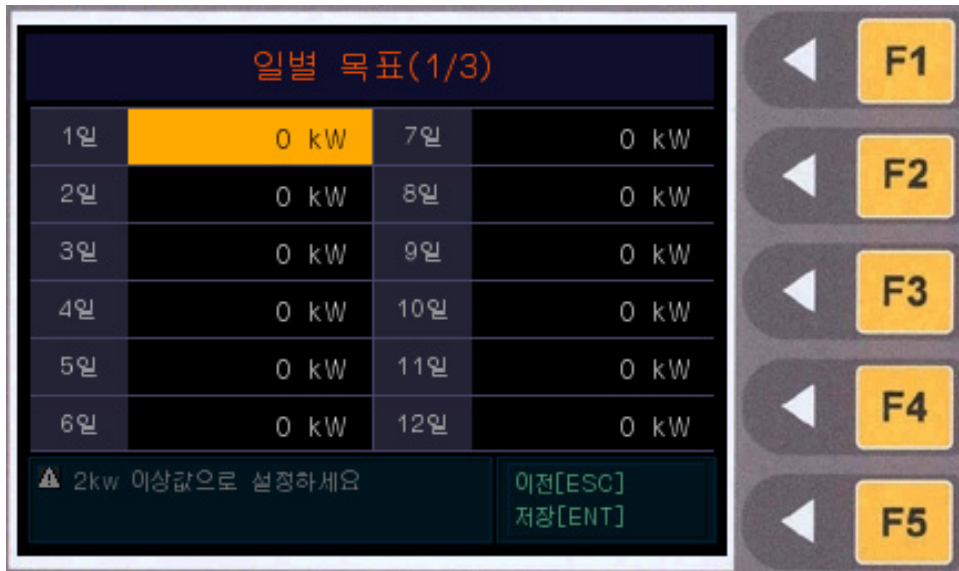 일별 목표(1/3)
1일 0 kW 7일 0 kW
2일 0 kW 8일 0 kW
3일 0 kW 9일 0 kW
4일 0 kW 10일 0 kW
5일 0 kW 11일 0 kW
6일 0 kW 12일 0 kW
2kw 이상값으로 설정하세요
이전[ESC]
저장[ENT]
F1
F2
F3
F4
F5